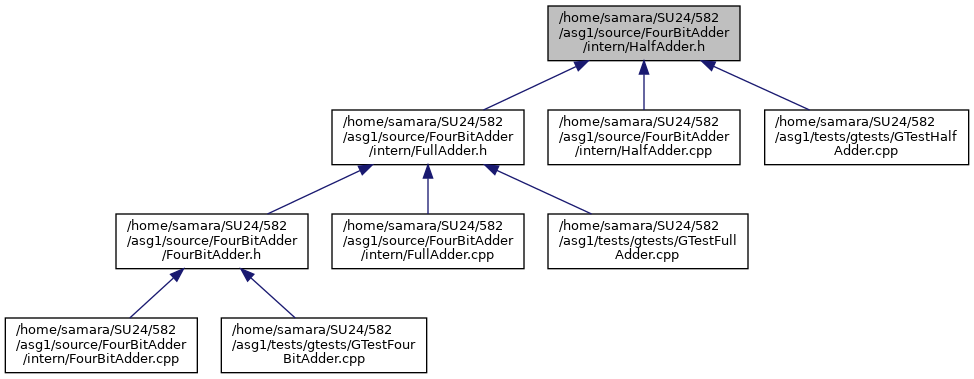 /home/samara/SU24/582
/asg1/source/FourBitAdder
/intern/HalfAdder.h
/home/samara/SU24/582
/asg1/source/FourBitAdder
/intern/FullAdder.h
/home/samara/SU24/582
/asg1/source/FourBitAdder
/intern/HalfAdder.cpp
/home/samara/SU24/582
/asg1/tests/gtests/GTestHalf
Adder.cpp
/home/samara/SU24/582
/asg1/source/FourBitAdder
/FourBitAdder.h
/home/samara/SU24/582
/asg1/source/FourBitAdder
/intern/FullAdder.cpp
/home/samara/SU24/582
/asg1/tests/gtests/GTestFull
Adder.cpp
/home/samara/SU24/582
/asg1/source/FourBitAdder
/intern/FourBitAdder.cpp
/home/samara/SU24/582
/asg1/tests/gtests/GTestFour
BitAdder.cpp